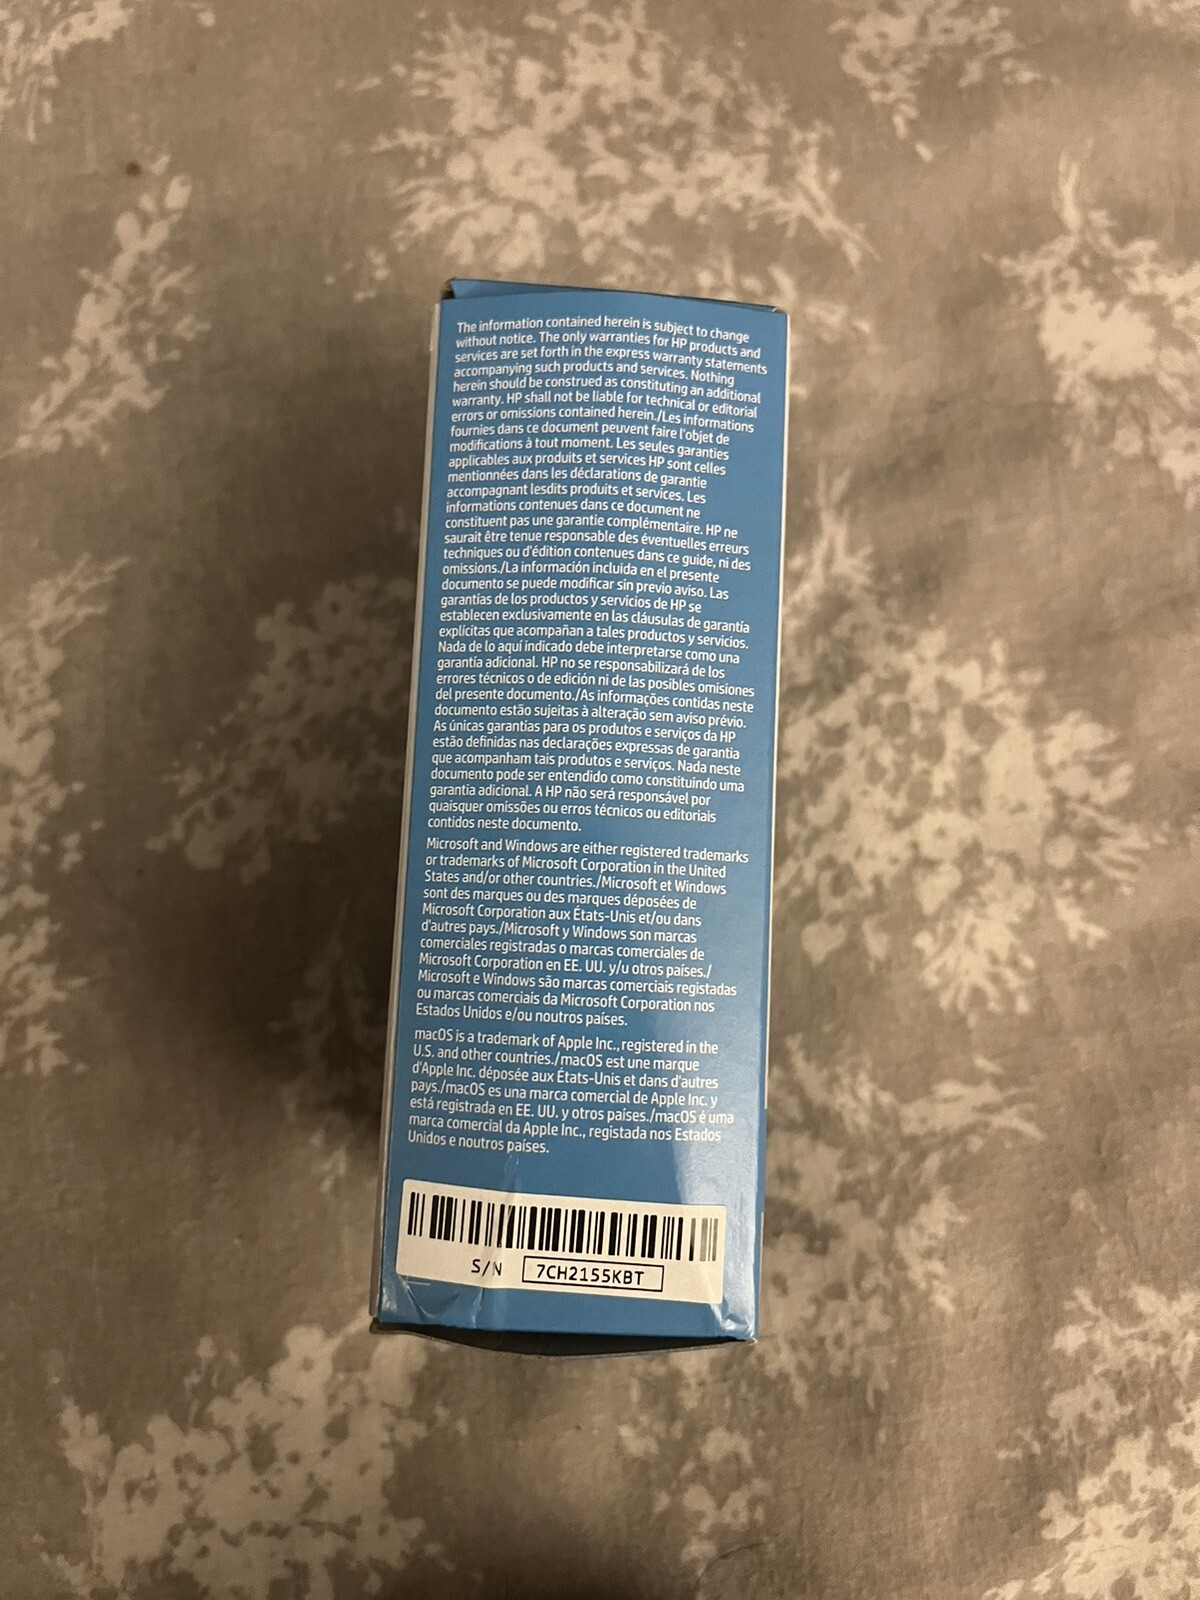 The information contained herein is subject to change
without notice. The only warranties for HP products and
services are set forth in the express warranty statements
accompanying such products and services. Nothing
herein should be construed as constituting an additional
warranty. HP shall not be liable for technical or editorial
errors or omissions contained herein./Les informations
fournies dans ce document peuvent faire l'objet de
modifications à tout moment. Les seules garanties
applicables aux produits et services HP sont celles
mentionnées dans les déclarations de garantie
accompagnant lesdits produits et services. Les
informations contenues dans ce document ne
constituent pas une garantie complémentaire. HP ne
saurait être tenue responsable des éventuelles erreurs
techniques ou d'édition contenues dans ce guide, ni des
omissions./La información incluida en el presente
documento se puede modificar sin previo aviso. Las
garantías de los productos y servicios de HP se
establecen exclusivamente en las cláusulas de garantía
explícitas que acompañan a tales productos y servicios.
Nada de lo aquí indicado debe interpretarse como una
garantía adicional. HP no se responsabilizará de los
errores técnicos o de edición ni de las posibles omisiones
del presente documento./As informações contidas neste
documento estão sujeitas à alteração sem aviso prévio.
As únicas garantias para os produtos e serviços da HP
estão definidas nas declarações expressas de garantia
que acompanham tais produtos e serviços. Nada neste
documento pode ser entendido como constituindo uma
garantia adicional. A HP não será responsável por
quaisquer omissões ou erros técnicos ou editoriais
contidos neste documento.
Microsoft and Windows are either registered trademarks
or trademarks of Microsoft Corporation in the United
States and/or other countries./Microsoft et Windows
sont des marques ou des marques déposées de
Microsoft Corporation aux États-Unis et/ou dans
d'autres pays./Microsoft y Windows son marcas
comerciales registradas o marcas comerciales de
Microsoft Corporation en EE. UU. y/u otros países./
Microsoft e Windows são marcas comerciais registadas
ou marcas comerciais da Microsoft Corporation nos
Estados Unidos e/ou noutros países.
macOS is a trademark of Apple Inc., registered in the
U.S. and other countries./macOS est une marque
d'Apple Inc. déposée aux États-Unis et dans d'autres
pays./macOS es una marca comercial de Apple Inc. y
está registrada en EE. UU. y otros países./macOS é uma
marca comercial da Apple Inc., registada nos Estados
Unidos e noutros países.
S/N 7CH2155KBT